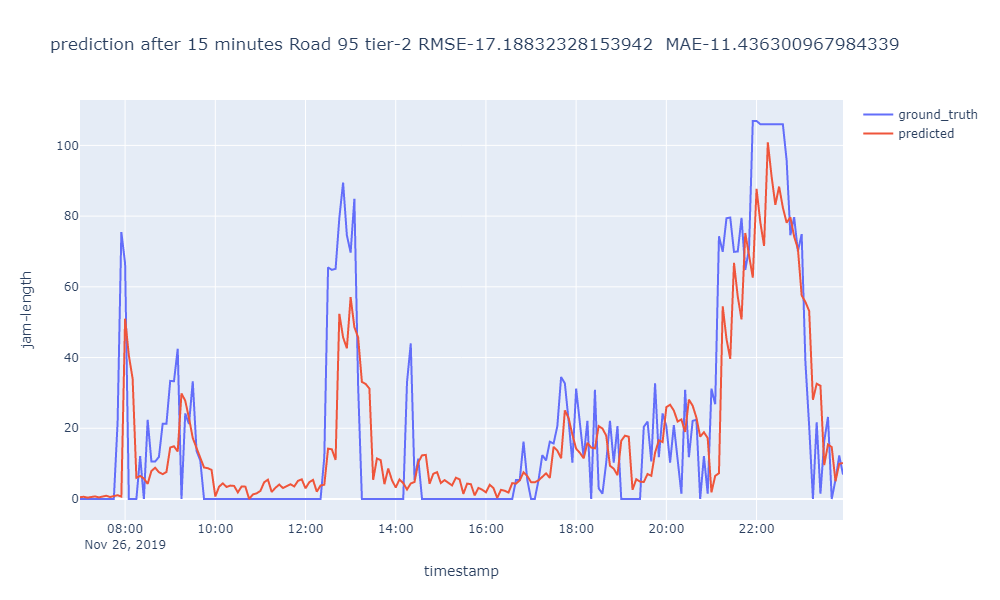 prediction after 15 minutes Road 95 tier-2 RMSE-17.18832328153942  MAE-11.436300967984339
ground_truth
predicted
jam-length
100
80
60
40
20
0
08:00 10:00 12:00 14:00 16:00 18:00 20:00 22:00
Nov 26, 2019
timestamp